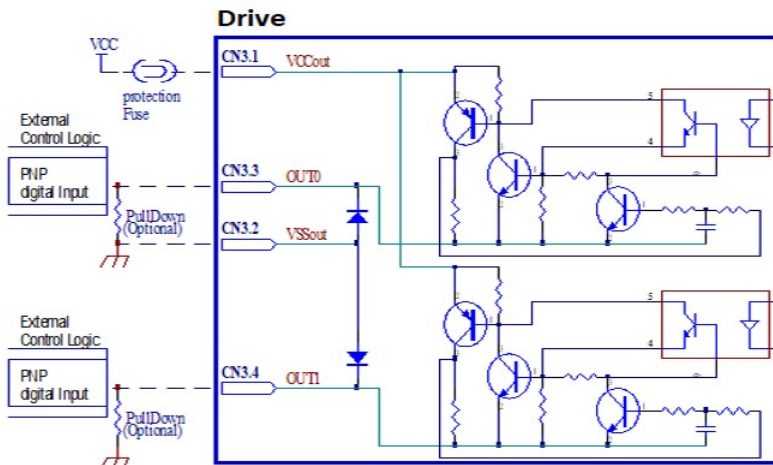 Drive
VCC
CN3.1
VCCout
protection
Fuse
External
Control Logic
PNP
digital Input
CN3.3
OUT0
PullDown
(Optional)
CN3.2
VSSout
External
Control Logic
PNP
digital Input
CN3.4
OUT1
PullDown
(Optional)
5
4
5
4